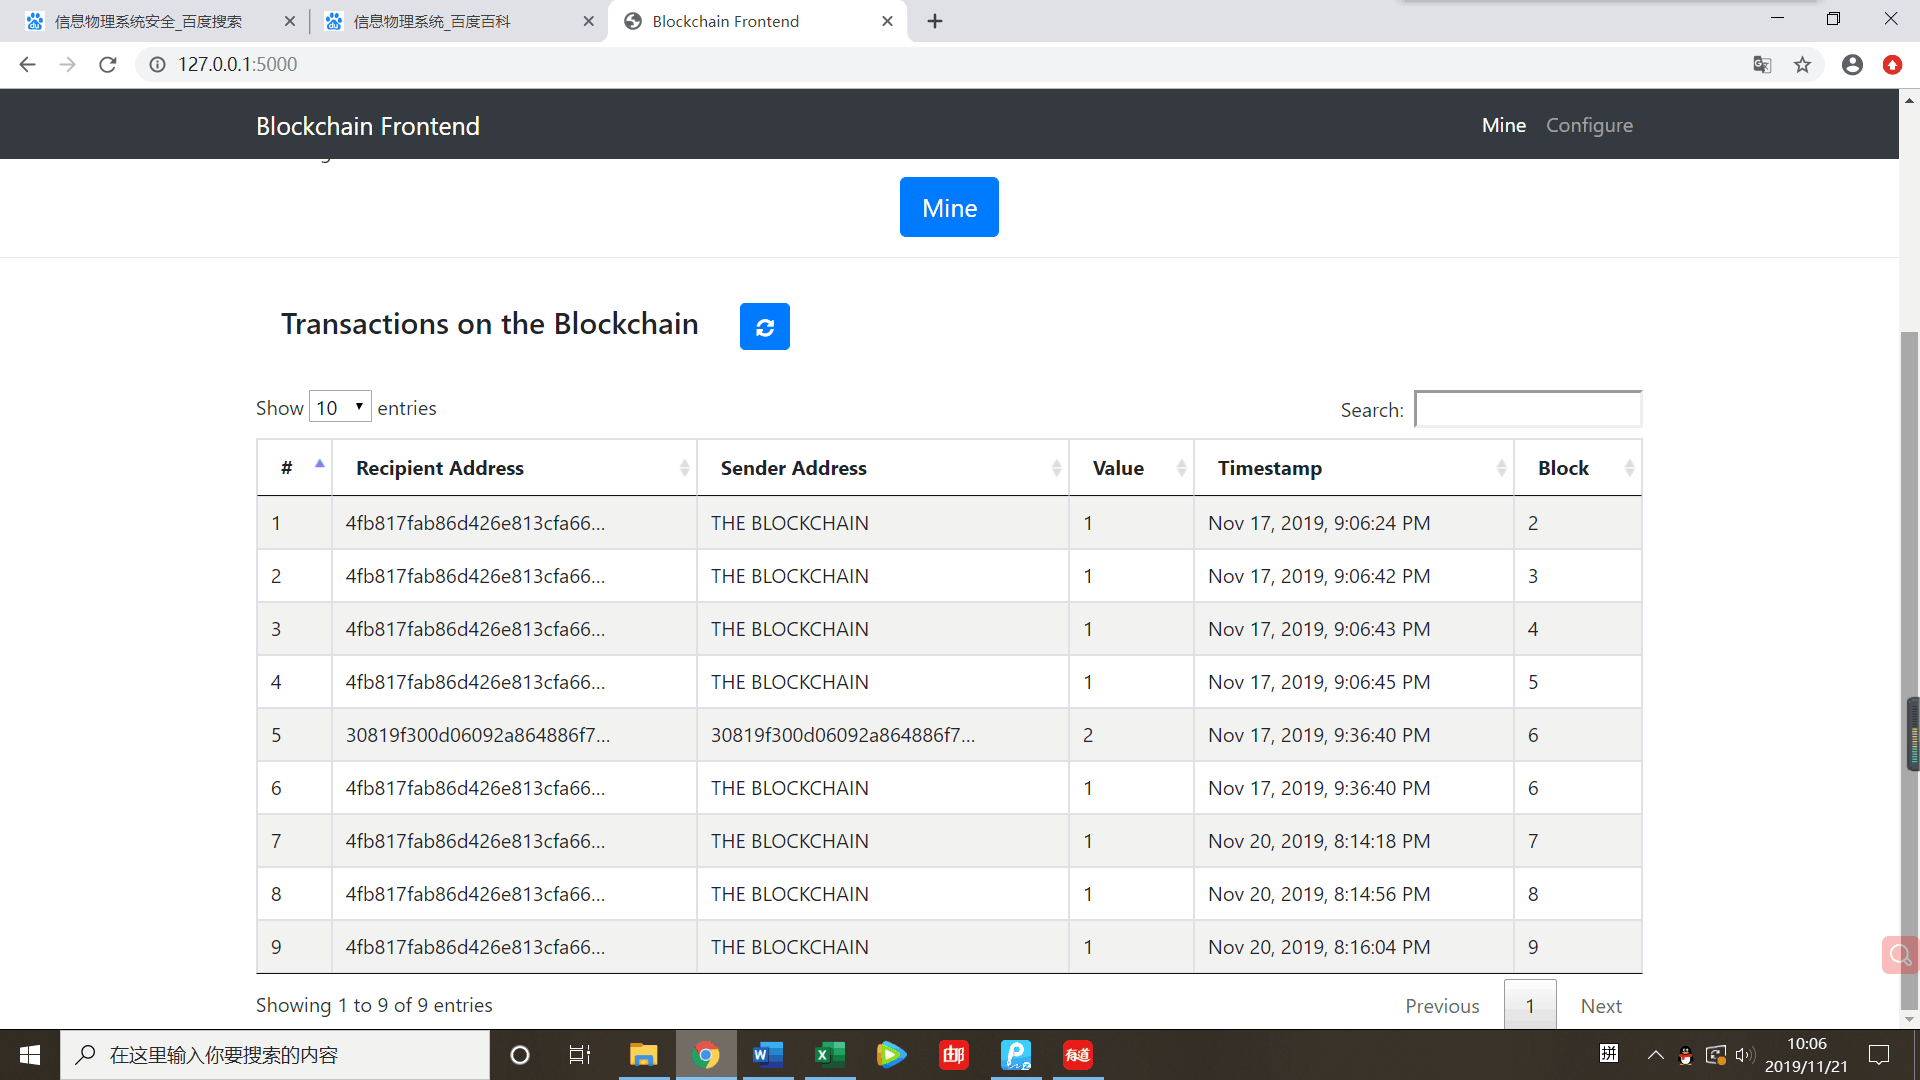 信息物理系统安全_百度搜索
信息物理系统_百度百科
Blockchain Frontend
127.0.0.1:5000
Blockchain Frontend
Mine Configure
Mine
Transactions on the Blockchain
Show 10 entries
Search:
# Recipient Address Sender Address Value Timestamp Block
1 4fb817fab86d426e813cfa66... THE BLOCKCHAIN 1 Nov 17, 2019, 9:06:24 PM 2
2 4fb817fab86d426e813cfa66... THE BLOCKCHAIN 1 Nov 17, 2019, 9:06:42 PM 3
3 4fb817fab86d426e813cfa66... THE BLOCKCHAIN 1 Nov 17, 2019, 9:06:43 PM 4
4 4fb817fab86d426e813cfa66... THE BLOCKCHAIN 1 Nov 17, 2019, 9:06:45 PM 5
5 30819f300d06092a864886f7... 30819f300d06092a864886f7... 2 Nov 17, 2019, 9:36:40 PM 6
6 4fb817fab86d426e813cfa66... THE BLOCKCHAIN 1 Nov 17, 2019, 9:36:40 PM 6
7 4fb817fab86d426e813cfa66... THE BLOCKCHAIN 1 Nov 20, 2019, 8:14:18 PM 7
8 4fb817fab86d426e813cfa66... THE BLOCKCHAIN 1 Nov 20, 2019, 8:14:56 PM 8
9 4fb817fab86d426e813cfa66... THE BLOCKCHAIN 1 Nov 20, 2019, 8:16:04 PM 9
Showing 1 to 9 of 9 entries
Previous 1 Next
在这里输入你要搜索的内容
邮
有道
拼
10:06
2019/11/21